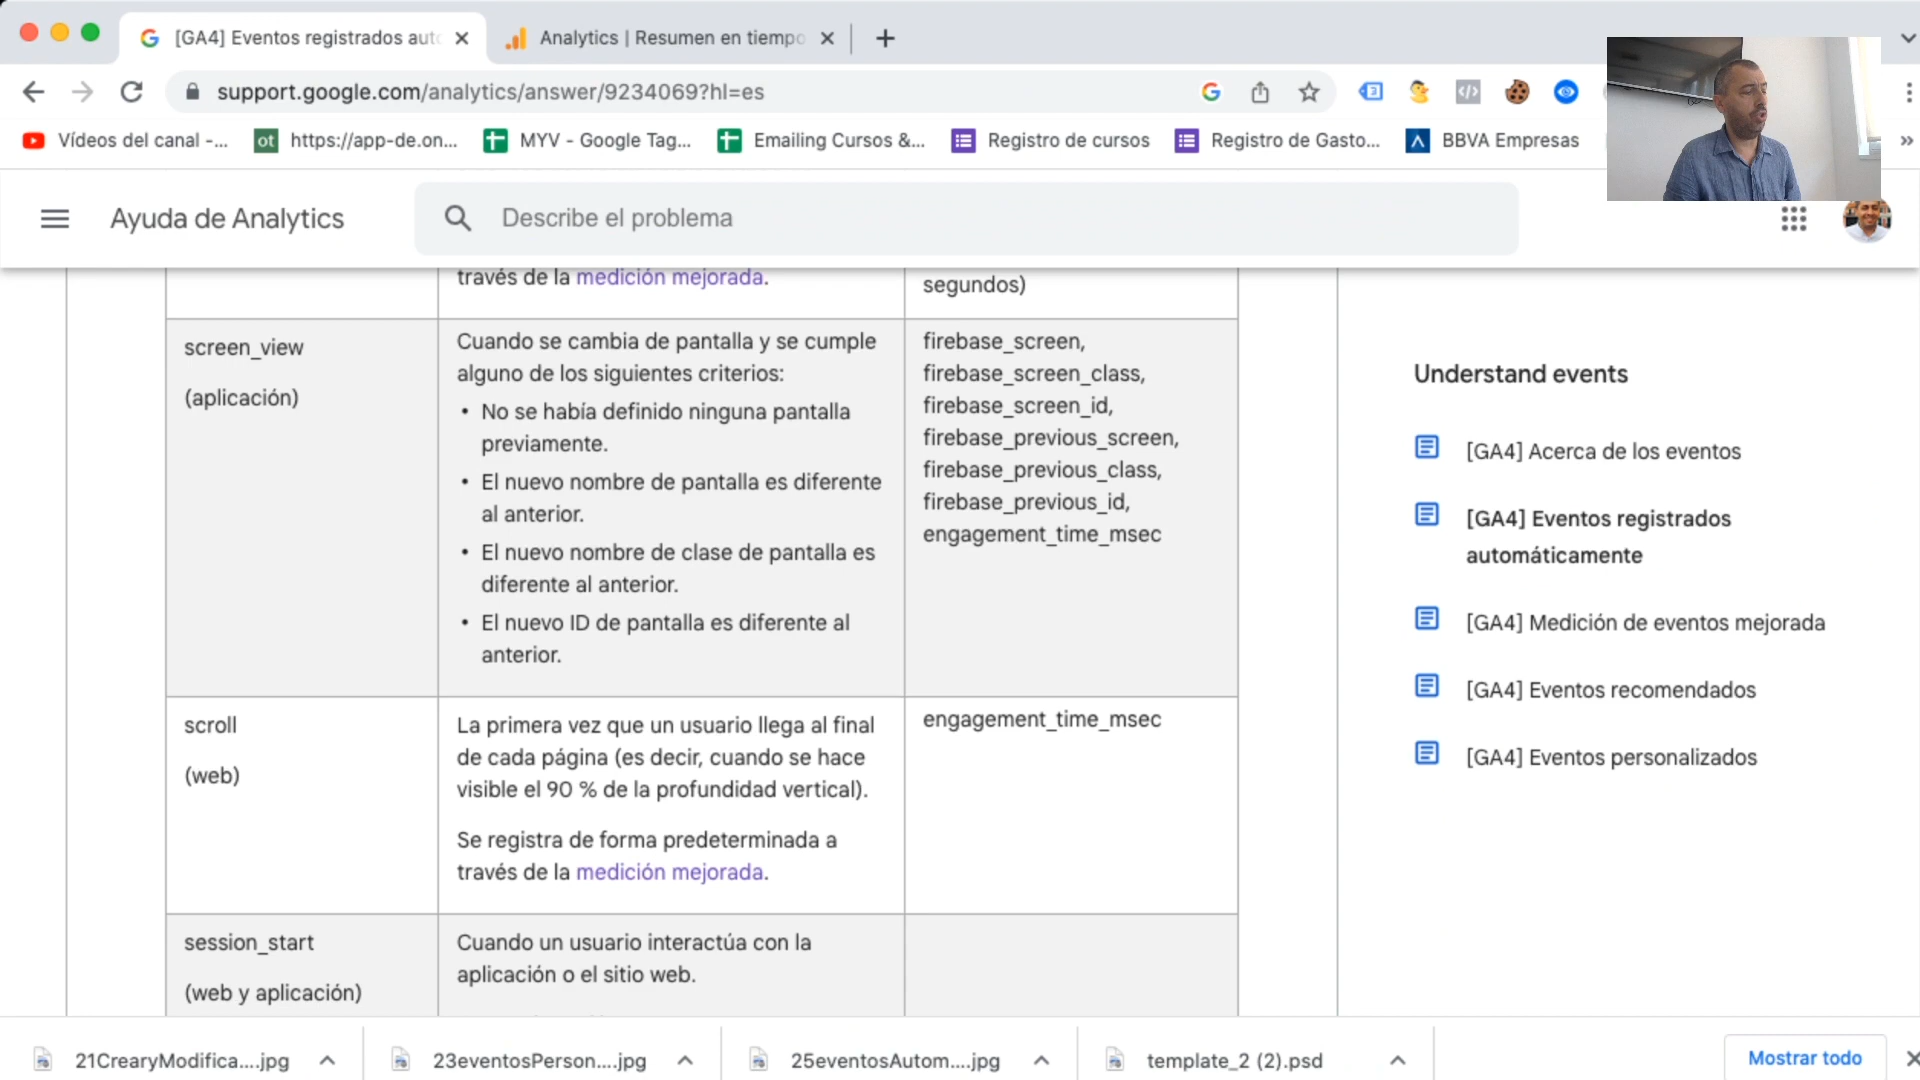 [GA4] Eventos registrados auto
Analytics | Resumen en tiempo
support.google.com/analytics/answer/9234069?hl=es
Vídeos del canal -...
ot
https://app-de.on...
MYV - Google Tag...
Emailing Cursos &...
Registro de cursos
Registro de Gasto...
BBVA Empresas
Ayuda de Analytics
Describe el problema
través de la medición mejorada.
segundos)
screen_view
(aplicación)
Cuando se cambia de pantalla y se cumple
alguno de los siguientes criterios:
• No se había definido ninguna pantalla
previamente.
• El nuevo nombre de pantalla es diferente
al anterior.
• El nuevo nombre de clase de pantalla es
diferente al anterior.
• El nuevo ID de pantalla es diferente al
anterior.
firebase_screen,
firebase_screen_class,
firebase_screen_id,
firebase_previous_screen,
firebase_previous_class,
firebase_previous_id,
engagement_time_msec
scroll
(web)
La primera vez que un usuario llega al final
de cada página (es decir, cuando se hace
visible el 90 % de la profundidad vertical).
Se registra de forma predeterminada a
través de la medición mejorada.
engagement_time_msec
session_start
(web y aplicación)
Cuando un usuario interactúa con la
aplicación o el sitio web.
Understand events
[GA4] Acerca de los eventos
[GA4] Eventos registrados
automáticamente
[GA4] Medición de eventos mejorada
[GA4] Eventos recomendados
[GA4] Eventos personalizados
21CrearyModifica....jpg
23eventosPerson....jpg
25eventosAutom....jpg
template_2 (2).psd
Mostrar todo